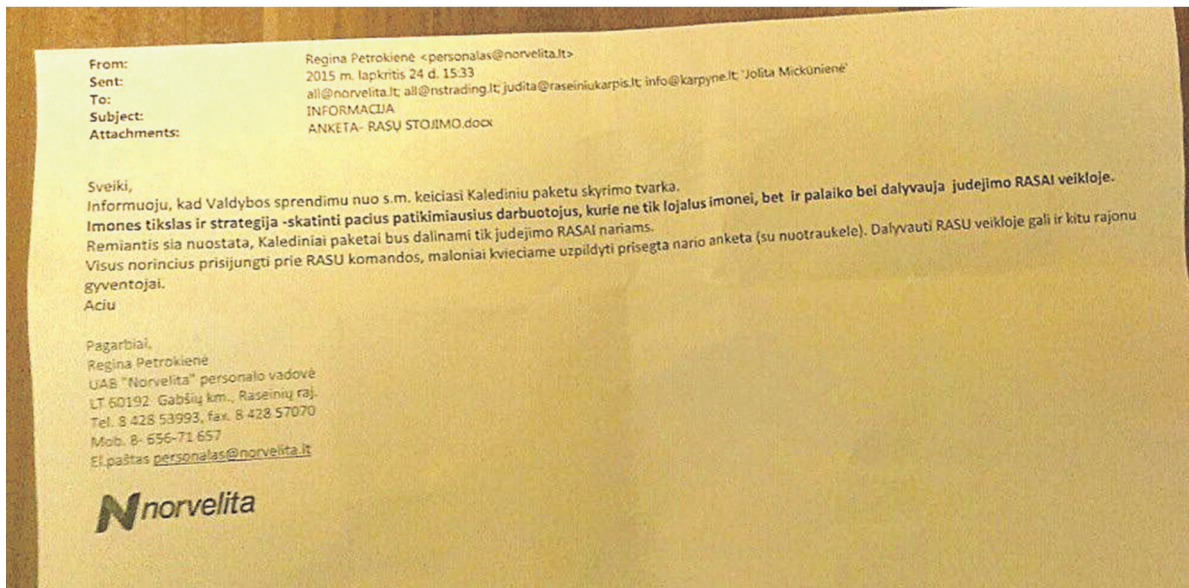 From: Regina Petrokienė <personalas@norvelita.lt>
Sent: 2015 m. lapkritis 24 d. 15:33
To: all@norvelita.lt; all@nstrading.lt; judita@raseiniukarpis.lt; info@karpyne.lt; 'Jolita Mickūnienė'
Subject: INFORMACIJA
Attachments: ANKETA- RASŲ STOJIMO.docx
Sveiki,
Informuoju, kad Valdybos sprendimu nuo s.m. keiciasi Kalediniu paketu skyrimo tvarka.
Imones tikslas ir strategija -skatinti pacius patikimiausius darbuotojus, kurie ne tik lojalus imonei, bet ir palaiko bei dalyvauja judejimo RASAI veikloje.
Remiantis sia nuostata, Kalediniai paketai bus dalinami tik judejimo RASAI nariams.
Visus norincius prisijungti prie RASU komandos, maloniai kvieciame uzpildyti prisegta nario anketa (su nuotraukele). Dalyvauti RASU veikloje gali ir kitu rajonu
gyventojai.
Aciu
Pagarbiai,
Regina Petrokienė
UAB "Norvelita" personalo vadovė
LT 60192 Gabšių km., Raseinių raj.
Tel. 8 428 53993, fax. 8 428 57070
Mob. 8- 656-71 657
El.paštas personalas@norvelita.lt
norvelita